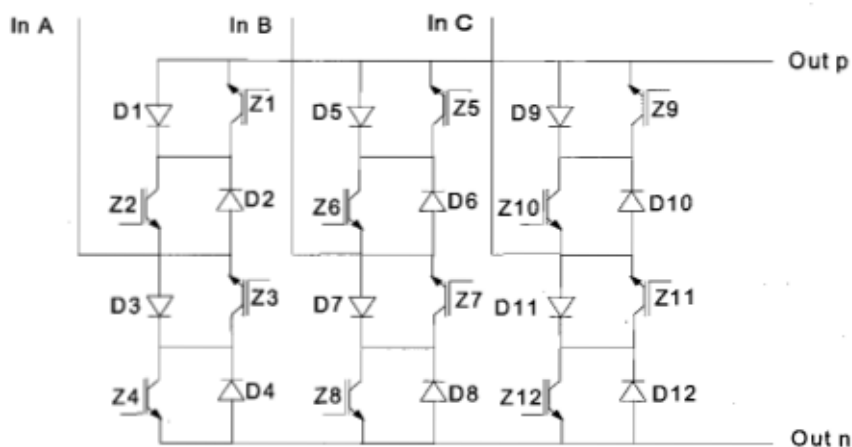 In A In B In C
Out p
D1 Z1 D5 Z5 D9 Z9
Z2 D2 Z6 D6 Z10 D10
D3 Z3 D7 Z7 D11 Z11
Z4 D4 Z8 D8 Z12 D12
Out n